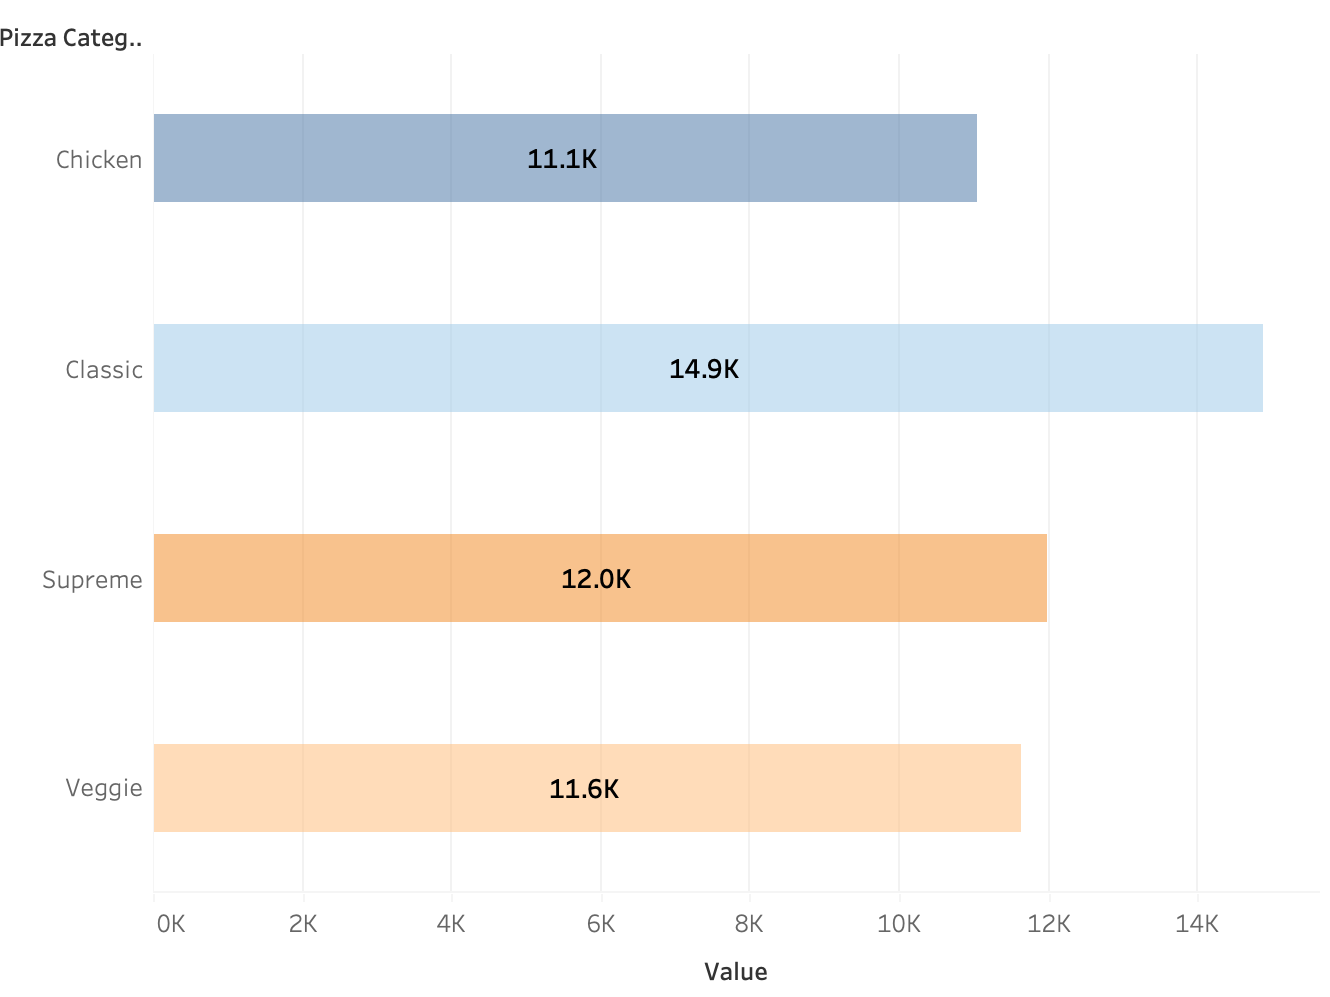 Pizza Categ..
Chicken
11.1K
Classic
14.9K
Supreme
12.0K
Veggie
11.6K
0K 2K 4K 6K 8K 10K 12K 14K
Value